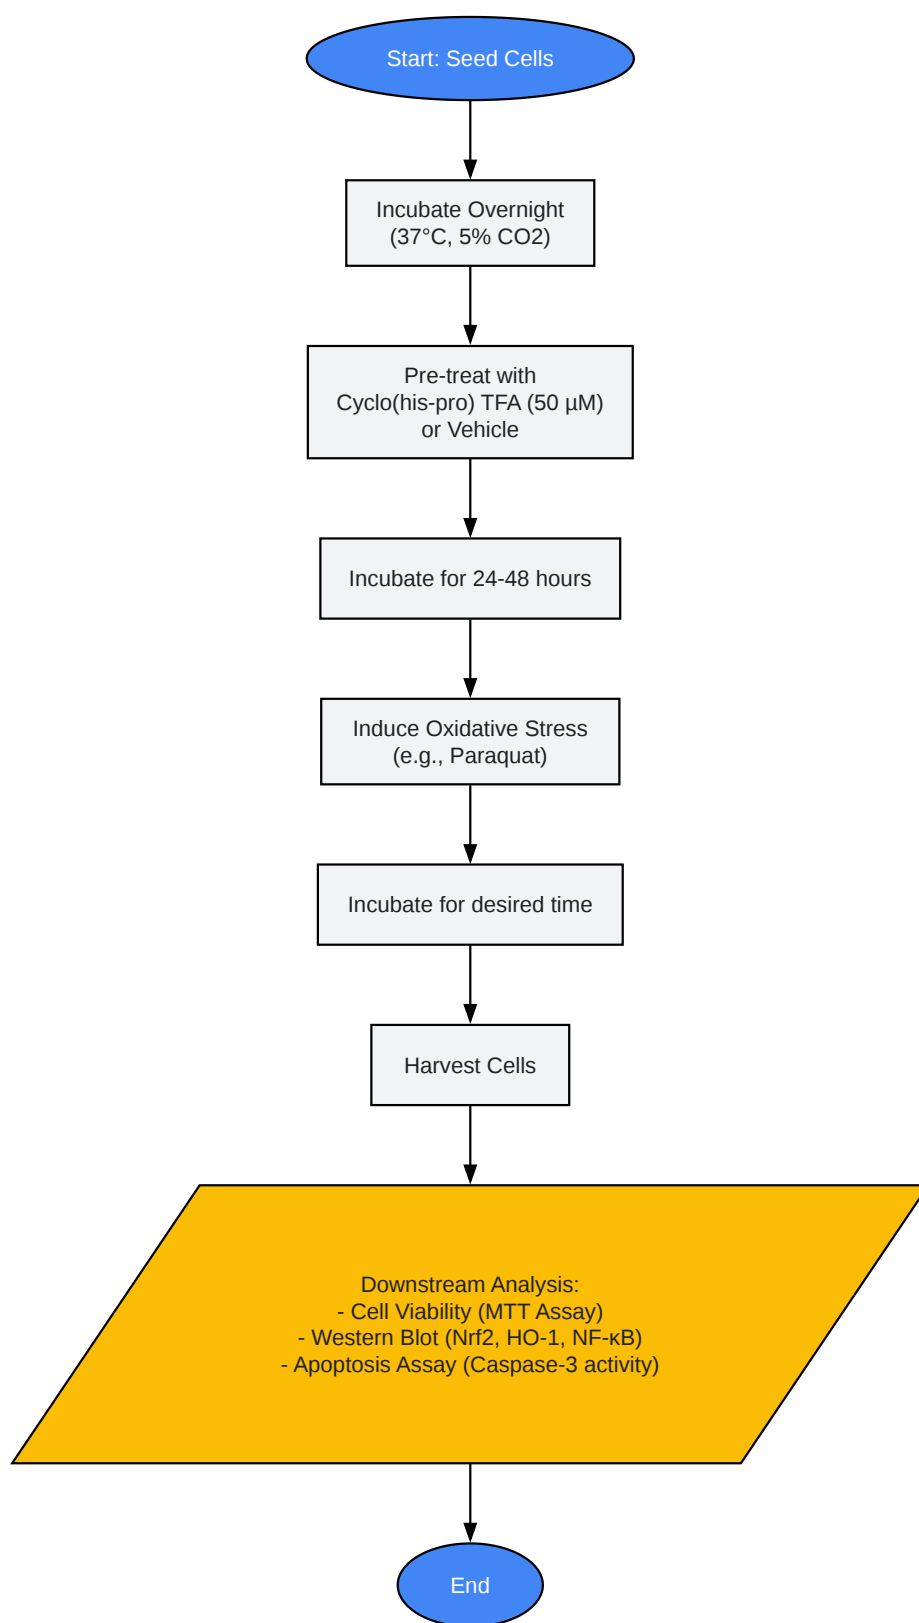 Start: Seed Cells
Incubate Overnight
(37°C, 5% CO2)
Pre-treat with
Cyclo(his-pro) TFA (50 µM)
or Vehicle
Incubate for 24-48 hours
Induce Oxidative Stress
(e.g., Paraquat)
Incubate for desired time
Harvest Cells
Downstream Analysis:
- Cell Viability (MTT Assay)
- Western Blot (Nrf2, HO-1, NF-κB)
- Apoptosis Assay (Caspase-3 activity)
End